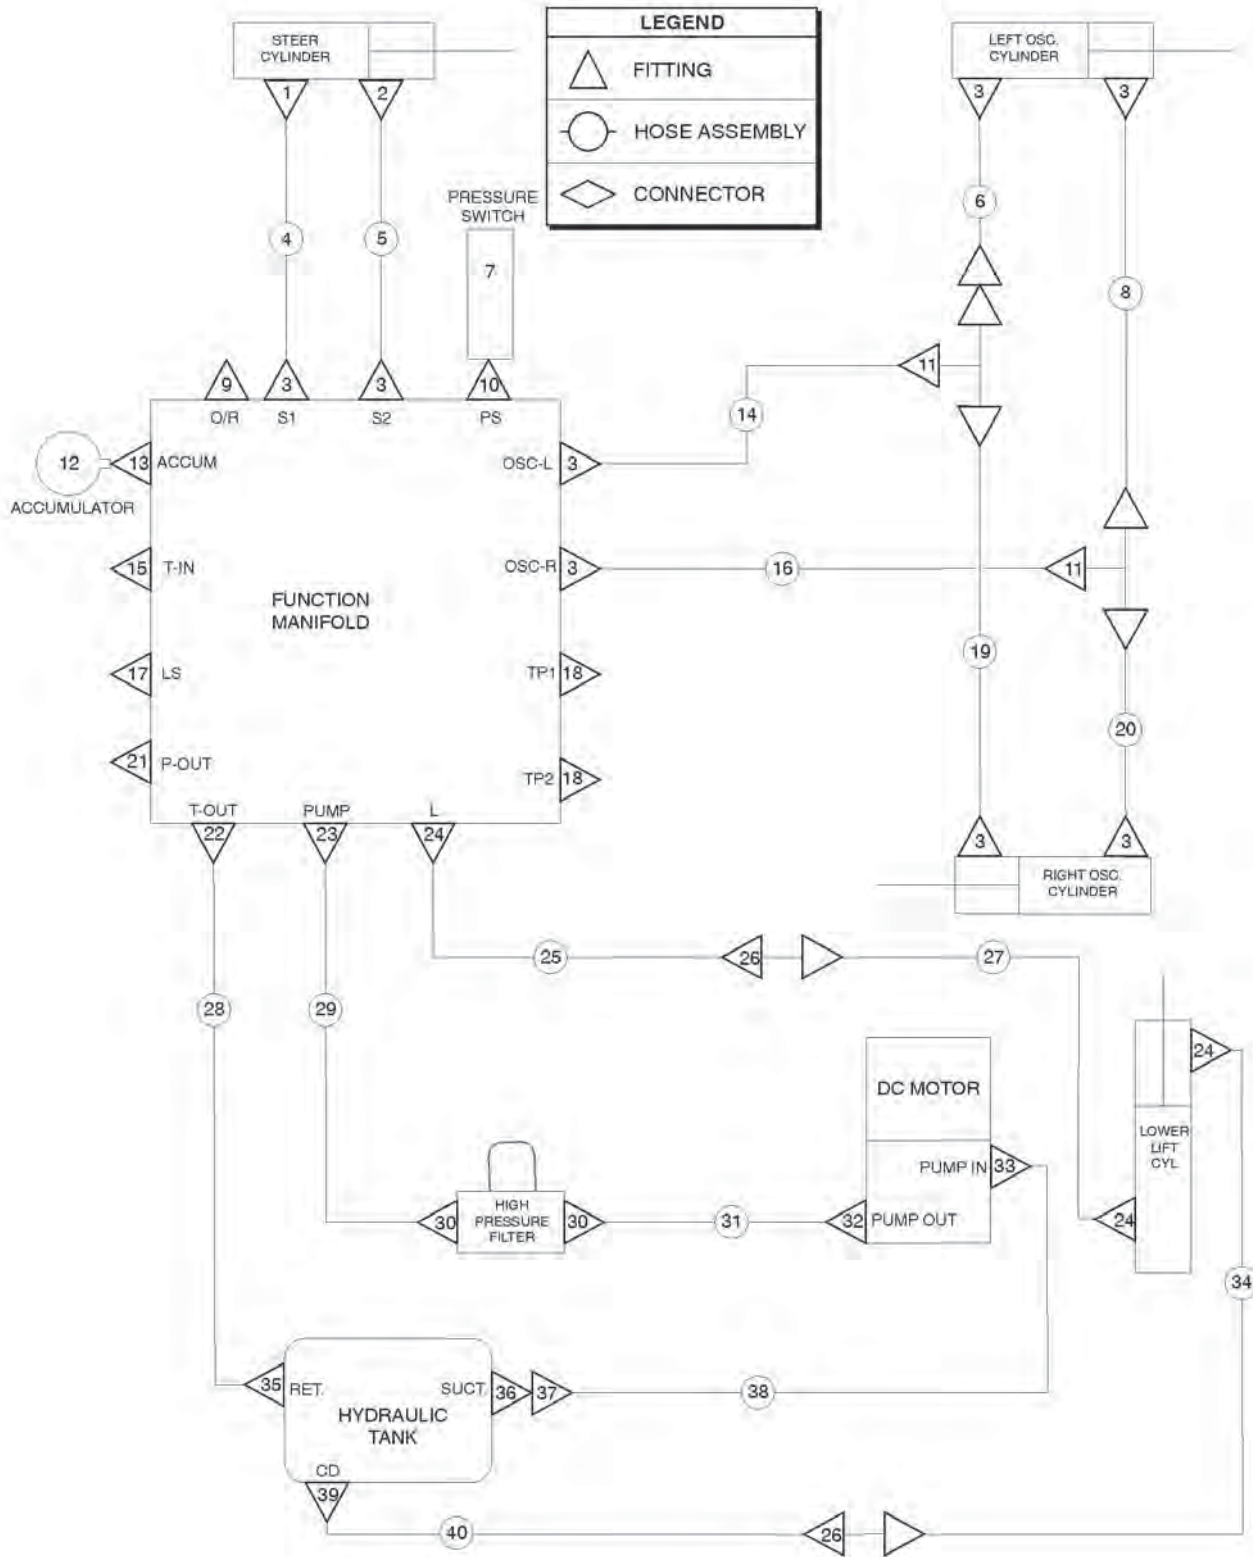 LEGEND
FITTING
HOSE ASSEMBLY
CONNECTOR
STEER
CYLINDER
LEFT OSC.
CYLINDER
1
2
3
3
6
PRESSURE
SWITCH
4
5
7
8
11
9
3
3
10
O/R
S1
S2
PS
14
12
13
ACCUM
OSC-L
3
ACCUMULATOR
15
T-IN
OSC-R
3
16
11
FUNCTION
MANIFOLD
19
17
LS
TP1
18
20
21
P-OUT
TP2
18
T-OUT
PUMP
L
22
23
24
3
3
RIGHT OSC.
CYLINDER
25
26
27
28
29
24
DC MOTOR
LOWER
LIFT
CYL
PUMP IN
33
HIGH
PRESSURE
FILTER
30
30
31
32
PUMP OUT
24
34
35
RET.
SUCT.
36
37
38
HYDRAULIC
TANK
CD
39
40
26